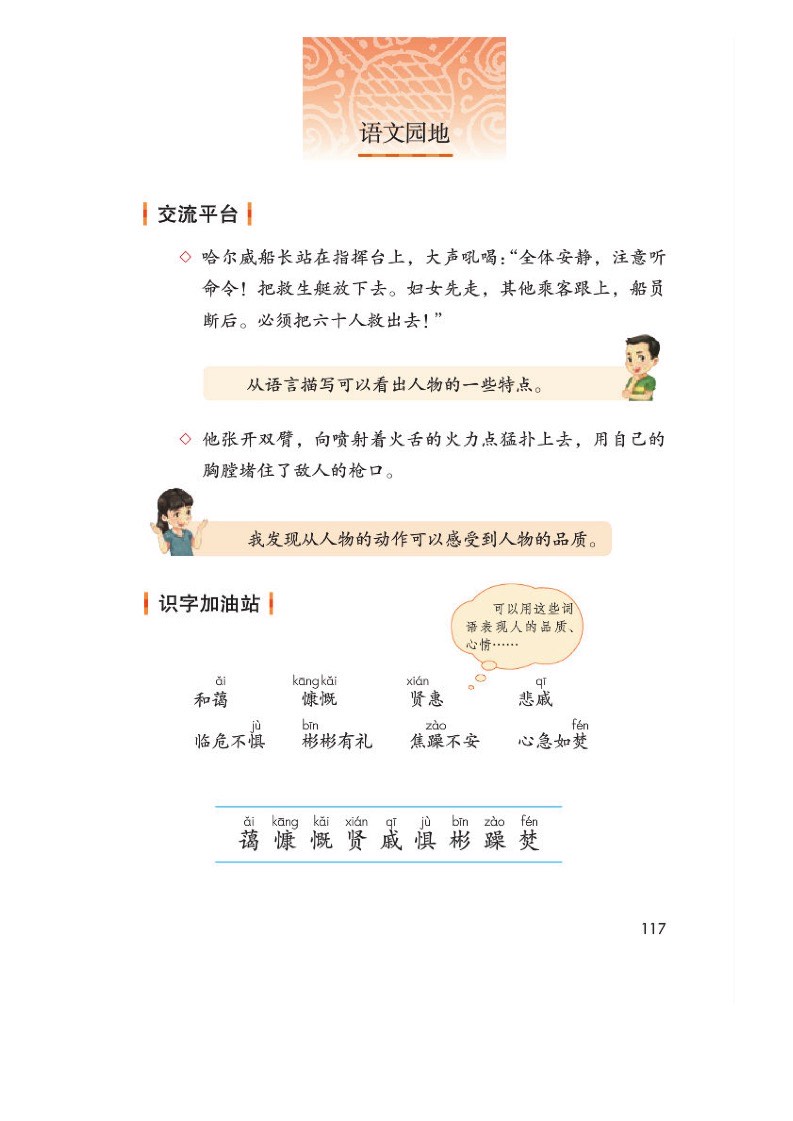 语文园地
交流平台
◇ 哈尔威船长站在指挥台上，大声吼喝：“全体安静，注意听
命令！把救生艇放下去。妇女先走，其他乘客跟上，船员
断后。必须把六十人救出去！”
从语言描写可以看出人物的一些特点。
◇ 他张开双臂，向喷射着火舌的火力点猛扑上去，用自己的
胸膛堵住了敌人的枪口。
我发现从人物的动作可以感受到人物的品质。
识字加油站
可以用这些词
语表现人的品质、
心情……
ǎi kāng kǎi xián qī
和蔼 慷慨 贤惠 悲戚
jù bīn zào fén
临危不惧 彬彬有礼 焦躁不安 心急如焚
ǎi kāng kǎi xián qī jù bīn zào fén
蔼 慷 慨 贤 戚 惧 彬 躁 焚
117